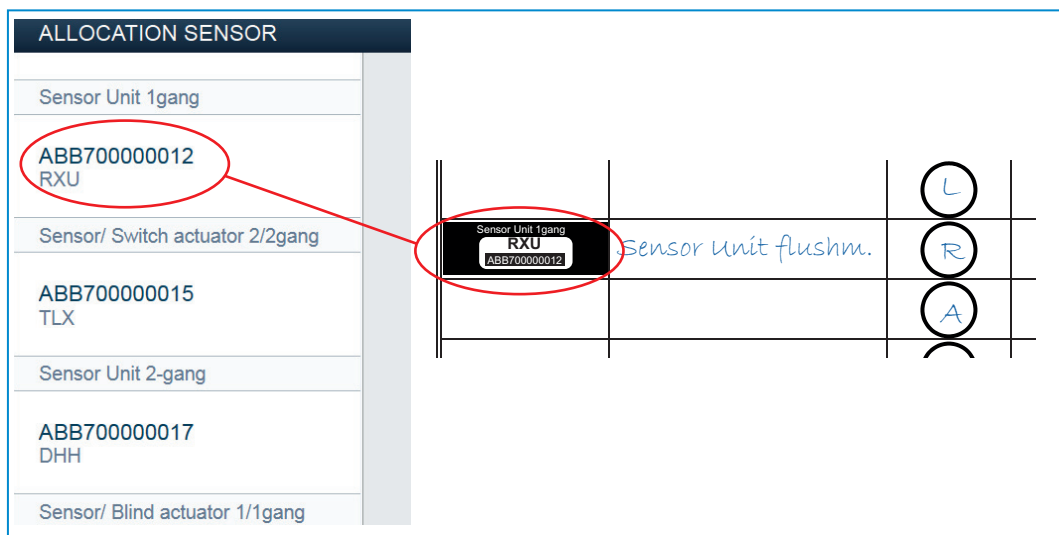 ALLOCATION SENSOR
Sensor Unit 1gang
ABB700000012
RXU
Sensor/ Switch actuator 2/2gang
ABB700000015
TLX
Sensor Unit 2-gang
ABB700000017
DHH
Sensor/ Blind actuator 1/1gang
L
Sensor Unit 1gang
RXU
ABB700000012
Sensor Unit flushm.
R
A